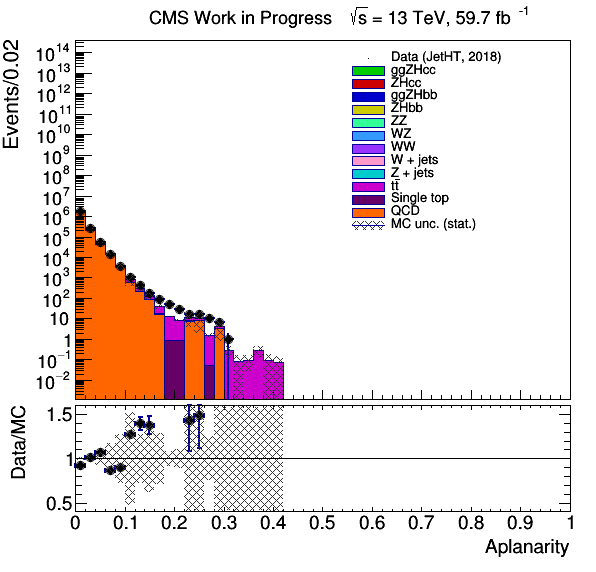 CMS Work in Progress √s = 13 TeV, 59.7 fb⁻¹
Events/0.02
10¹⁴
10¹³
10¹²
10¹¹
10¹⁰
10⁹
10⁸
10⁷
10⁶
10⁵
10⁴
10³
10²
10
1
10⁻¹
10⁻²
Data (JetHT, 2018)
ggZHcc
ZHcc
ggZHbb
ZHbb
ZZ
WZ
WW
W + jets
Z + jets
tt̄
Single top
QCD
MC unc. (stat.)
Data/MC
1.5
1
0.5
0 0.1 0.2 0.3 0.4 0.5 0.6 0.7 0.8 0.9 1
Aplanarity